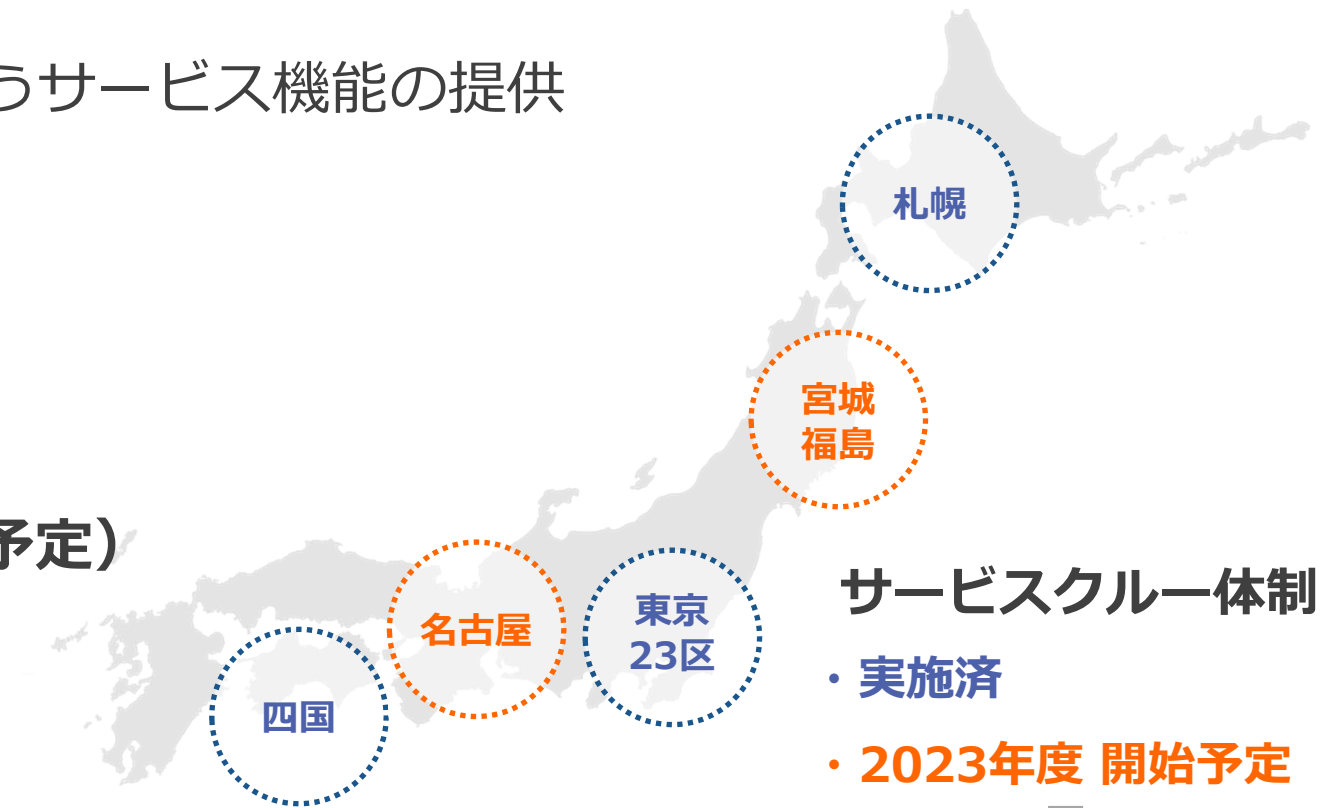 うサービス機能の提供
札幌
宮城
福島
予定）
東京
23区
名古屋
四国
サービスクルー体制
・実施済
・2023年度 開始予定